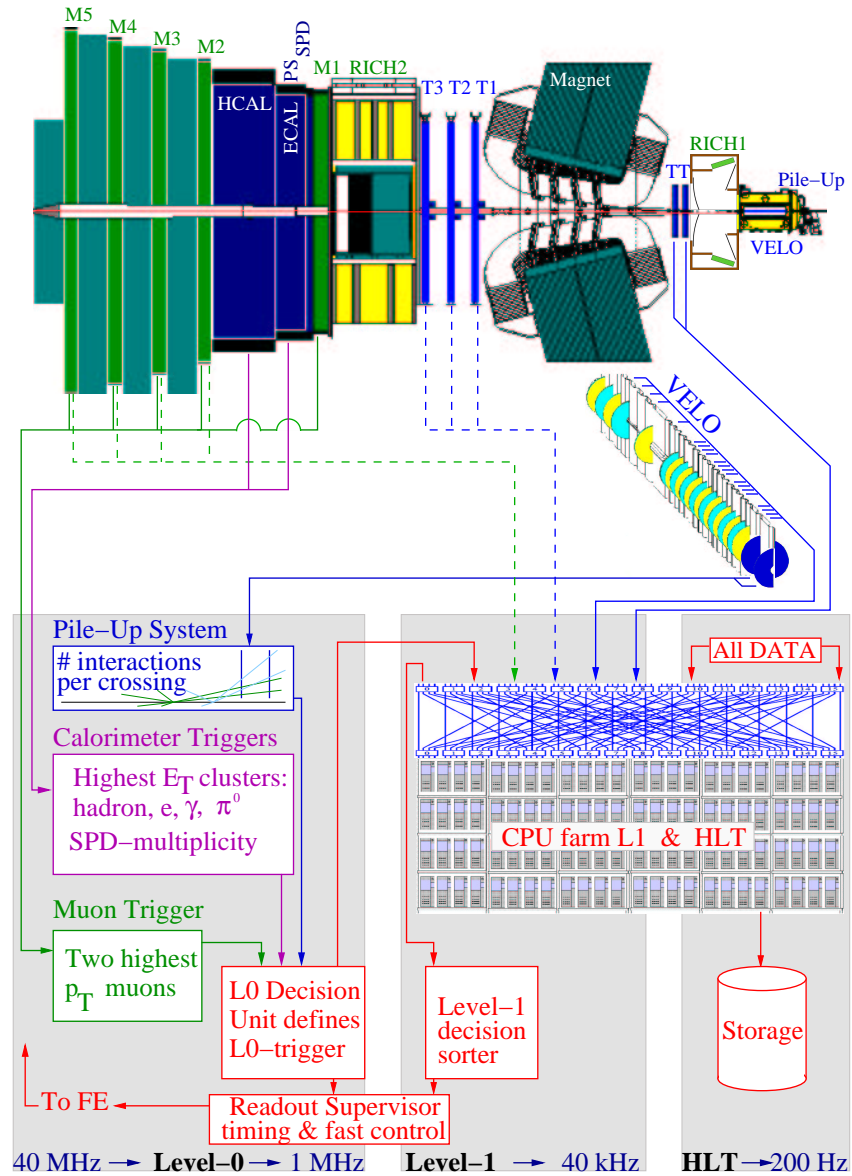 M5
M4
M3
M2
HCAL
PS
SPD
ECAL
M1
RICH2
T3 T2 T1
Magnet
TT
RICH1
Pile−Up
VELO
VELO
Pile−Up System
# interactions
per crossing
Calorimeter Triggers
Highest E_T clusters:
hadron, e, γ, π⁰
SPD−multiplicity
Muon Trigger
Two highest
p_T muons
L0 Decision
Unit defines
L0−trigger
All DATA
CPU farm L1 & HLT
Level−1
decision
sorter
Storage
To FE
Readout Supervisor
timing & fast control
40 MHz → Level−0 → 1 MHz
Level−1 → 40 kHz
HLT → 200 Hz